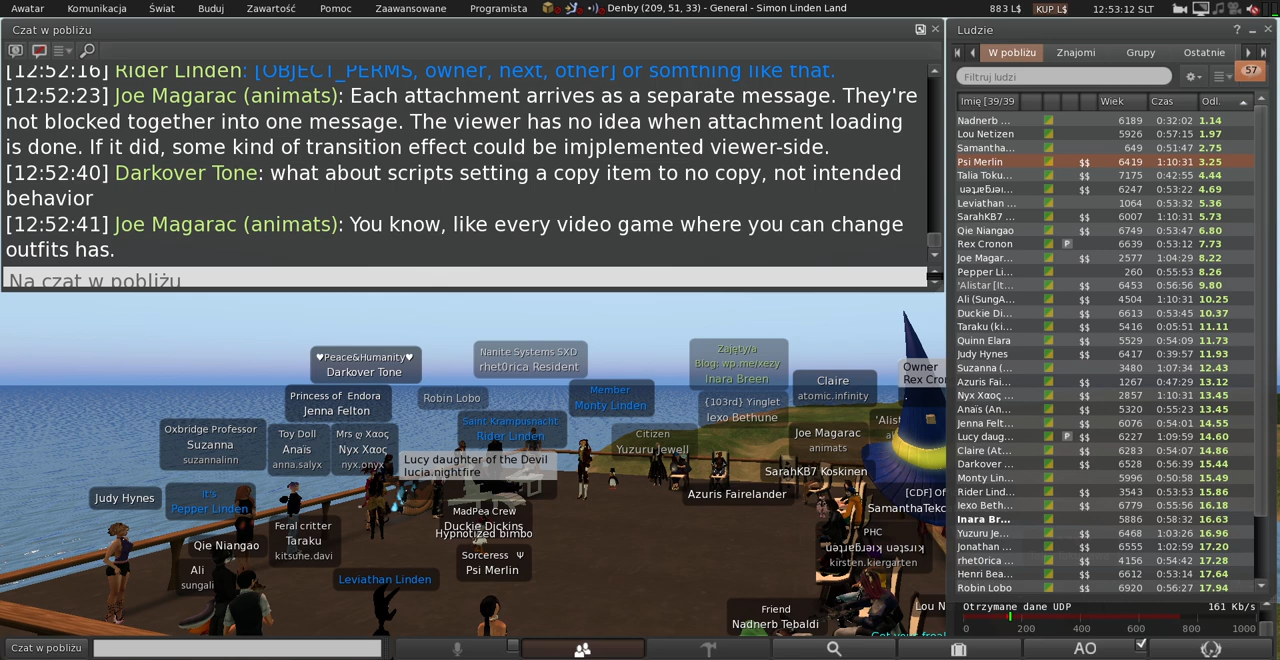 Awatar Komunikacja Świat Buduj Zawartość Pomoc Zaawansowane Programista Denby (209, 51, 33) - General - Simon Linden Land 883 L$ KUP L$ 12:53:12 SLT
Czat w pobliżu
[12:52:16] Rider Linden: [OBJECT_PERMS, owner, next, other] or somthing like that.
[12:52:23] Joe Magarac (animats): Each attachment arrives as a separate message. They're
not blocked together into one message. The viewer has no idea when attachment loading
is done. If it did, some kind of transition effect could be imjplemented viewer-side.
[12:52:40] Darkover Tone: what about scripts setting a copy item to no copy, not intended
behavior
[12:52:41] Joe Magarac (animats): You know, like every video game where you can change
outfits has.
Na czat w pobliżu
♥Peace&Humanity♥
Darkover Tone
Nanite Systems SXD
rhet0rica Resident
Zajęty/a
Blog: wp.me/xezy
Inara Breen
Owner
Rex Cron
Princess of Endora
Jenna Felton
Robin Lobo
Member
Monty Linden
Claire
atomic.infinity
{103rd} Yinglet
Iexo Bethune
Oxbridge Professor
Suzanna
suzannalinn
Toy Doll
Anaïs
anna.salyx
Mrs ღ Χαος
Nyx Χαος
nyx.onyx
Saint Krampusnacht
Rider Linden
Citizen
Yuzuru Jewell
Joe Magarac
animats
'Alist
Lucy daughter of the Devil
lucia.nightfire
SarahKB7 Koskinen
Judy Hynes
It's
Pepper Linden
Azuris Fairelander
[CDF] Of
SamanthaTeko
MadPea Crew
Duckie Dickins
Hypnotized bimbo
Feral critter
Taraku
kitsune.davi
Qie Niangao
Ali
sungali
Sorceress Ψ
Psi Merlin
PHC
kirsten.kiergarten
Leviathan Linden
Friend
Nadnerb Tebaldi
Lou N
Ludzie
W pobliżu Znajomi Grupy Ostatnie
Filtruj ludzi 57
Imię [39/39 Wiek Czas Odl.
Nadnerb ... 6189 0:32:02 1.14
Lou Netizen 5926 0:57:15 1.97
Samantha... 649 0:51:47 2.75
Psi Merlin $$ 6419 1:10:31 3.25
Talia Toku... $$ 7175 0:42:55 4.44
$$ 6247 0:53:22 4.69
Leviathan ... 1064 0:53:32 5.36
SarahKB7 ... $$ 6007 1:10:31 5.73
Qie Niangao $$ 6749 0:53:47 6.80
Rex Cronon P 6639 0:53:12 7.73
Joe Magar... $$ 2577 1:04:29 8.22
Pepper Li... 260 0:55:53 8.26
'Alistar [It... $$ 6453 0:56:56 9.80
Ali (SungA... $$ 4504 1:10:31 10.25
Duckie Di... $$ 6613 0:53:45 10.37
Taraku (ki... $$ 5416 0:05:51 11.11
Quinn Elara $$ 5529 0:54:09 11.73
Judy Hynes $$ 6417 0:39:57 11.93
Suzanna (... 3480 1:07:34 12.43
Azuris Fai... $$ 1267 0:47:29 13.12
Nyx Χαος ... $$ 2857 1:10:31 13.45
Anaïs (An... $$ 5320 0:55:23 13.45
Jenna Felt... $$ 6076 0:54:01 14.55
Lucy daug... P $$ 6227 1:09:59 14.60
Claire (At... $$ 6283 0:54:07 14.86
Darkover ... $$ 6528 0:56:39 15.44
Monty Lin... 5996 0:50:58 15.49
Rider Lind... $$ 3543 0:53:53 15.86
Iexo Beth... $$ 6779 0:55:56 16.18
Inara Br... 5886 0:58:32 16.63
Yuzuru Je... $$ 6468 1:03:26 16.96
Jonathan ... $$ 6555 1:02:59 17.20
rhet0rica ... $$ 4156 0:54:42 17.28
Henri Bea... $$ 6612 0:53:14 17.64
Robin Lobo $$ 6920 0:56:27 17.94
Otrzymane dane UDP 161 Kb/s
0 200 400 600 800 1000
Czat w pobliżu AO